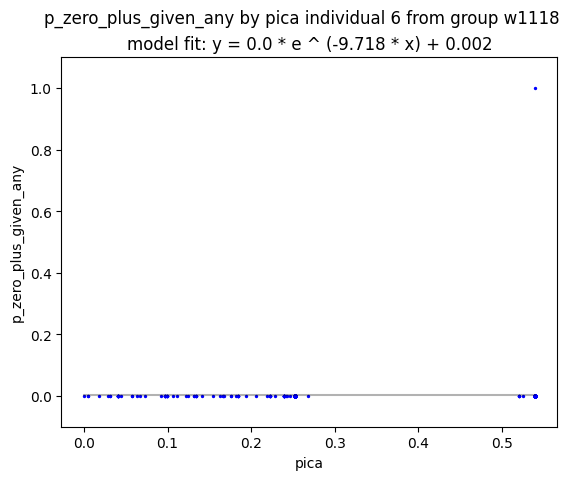 p_zero_plus_given_any by pica individual 6 from group w1118
model fit: y = 0.0 * e ^ (-9.718 * x) + 0.002
1.0
0.8
0.6
0.4
0.2
0.0
p_zero_plus_given_any
0.0 0.1 0.2 0.3 0.4 0.5
pica